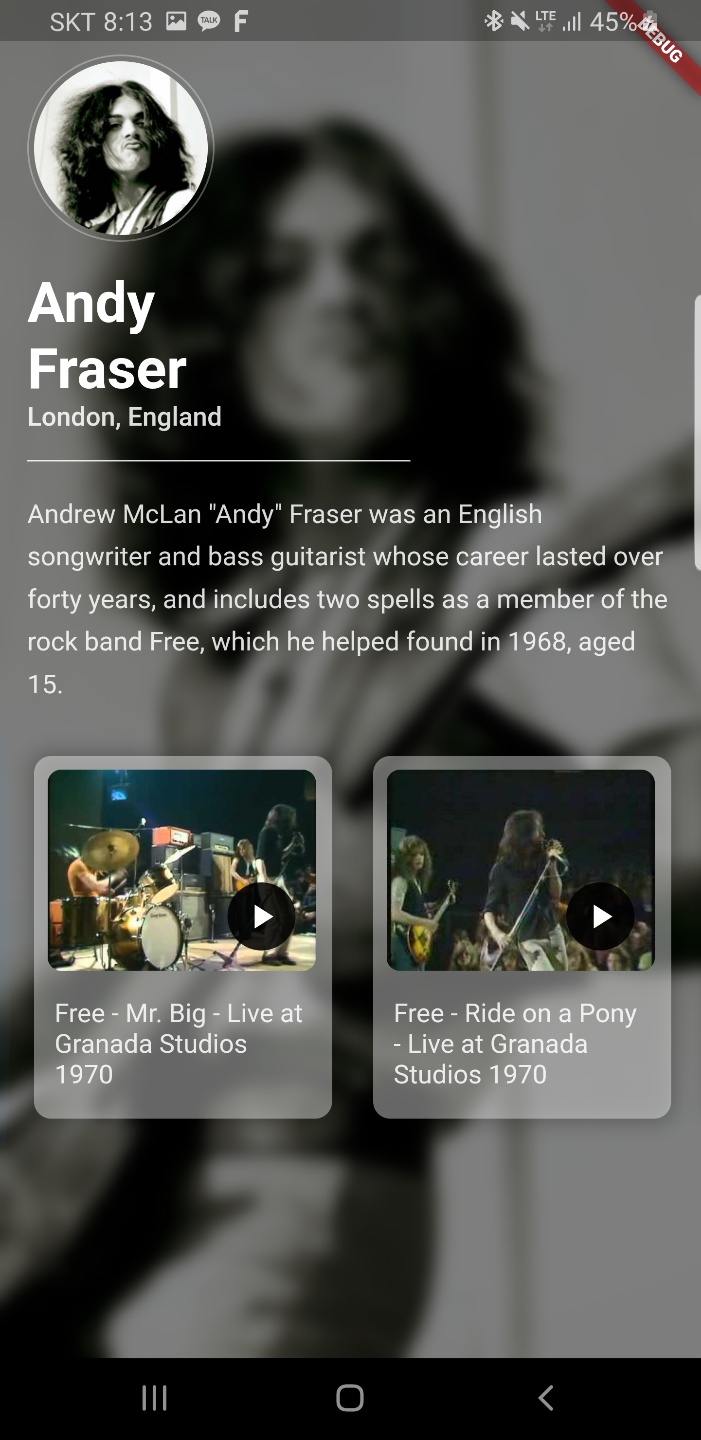 SKT 8:13 TALK F LTE 45%
DEBUG
Andy
Fraser
London, England
Andrew McLan "Andy" Fraser was an English
songwriter and bass guitarist whose career lasted over
forty years, and includes two spells as a member of the
rock band Free, which he helped found in 1968, aged
15.
Free - Mr. Big - Live at
Granada Studios
1970
Free - Ride on a Pony
- Live at Granada
Studios 1970